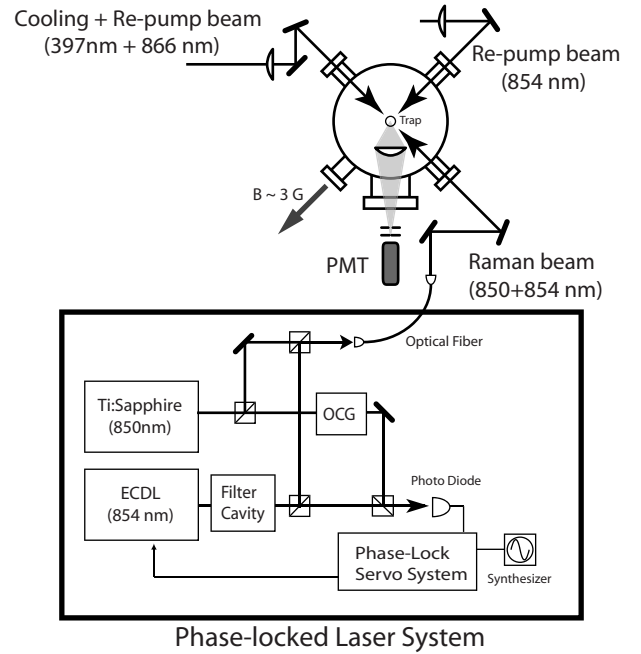 Cooling + Re-pump beam
(397nm + 866 nm)
Re-pump beam
(854 nm)
Trap
B ~ 3 G
PMT
Raman beam
(850+854 nm)
Optical Fiber
Ti:Sapphire
(850nm)
OCG
ECDL
(854 nm)
Filter
Cavity
Photo Diode
Phase-Lock
Servo System
Synthesizer
Phase-locked Laser System